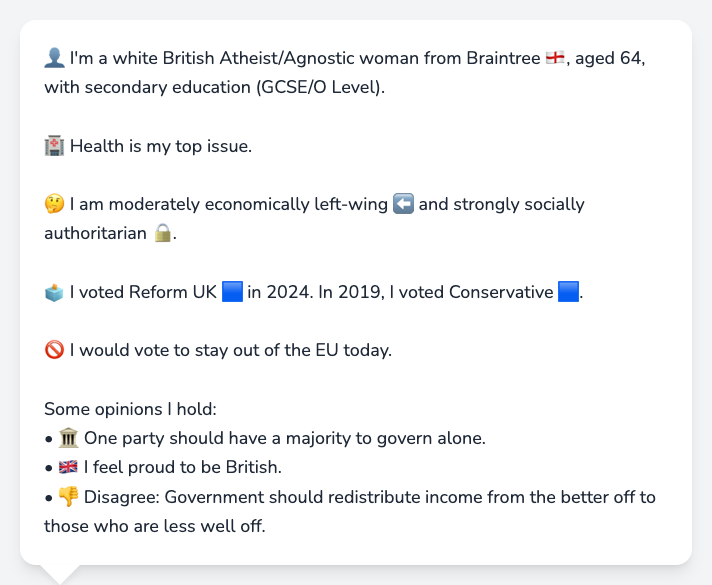 👤 I'm a white British Atheist/Agnostic woman from Braintree 🏴󠁧󠁢󠁥󠁮󠁧󠁿, aged 64,
with secondary education (GCSE/O Level).
🏥 Health is my top issue.
🤔 I am moderately economically left-wing ⬅️ and strongly socially
authoritarian 🔒.
🗳️ I voted Reform UK 🟦 in 2024. In 2019, I voted Conservative 🟦.
🚫 I would vote to stay out of the EU today.
Some opinions I hold:
• 🏛️ One party should have a majority to govern alone.
• 🇬🇧 I feel proud to be British.
• 👎 Disagree: Government should redistribute income from the better off to
those who are less well off.